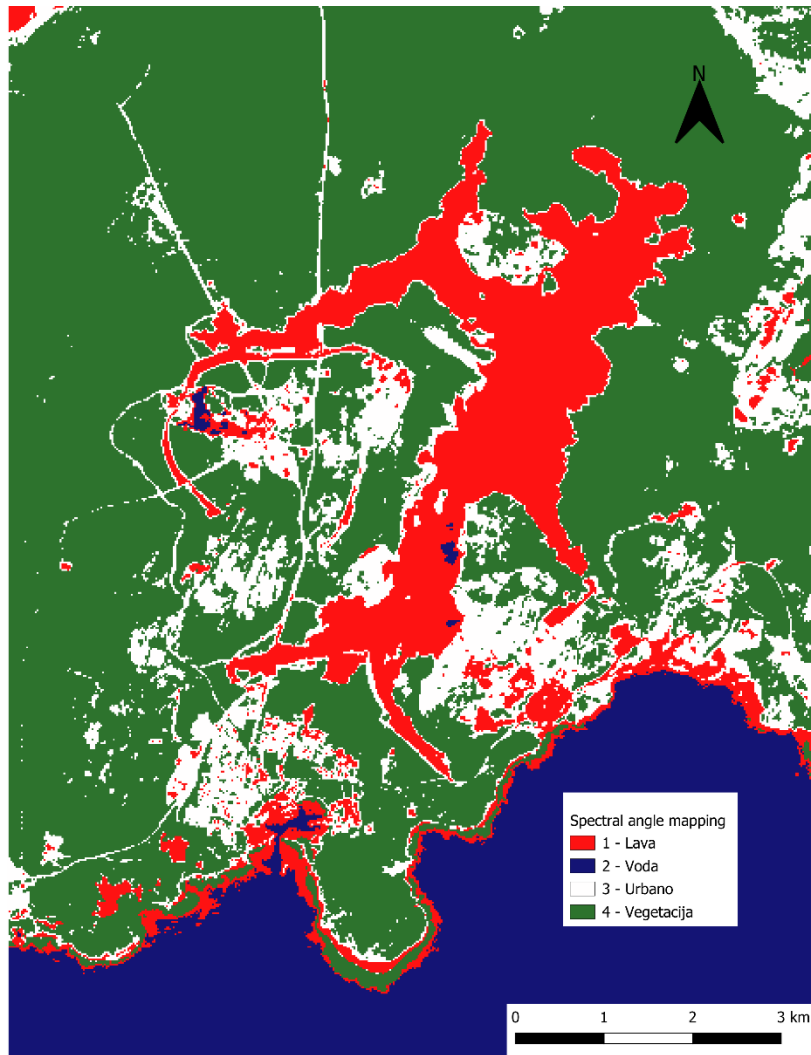 N
Spectral angle mapping
1 - Lava
2 - Voda
3 - Urbano
4 - Vegetacija
0 1 2 3 km